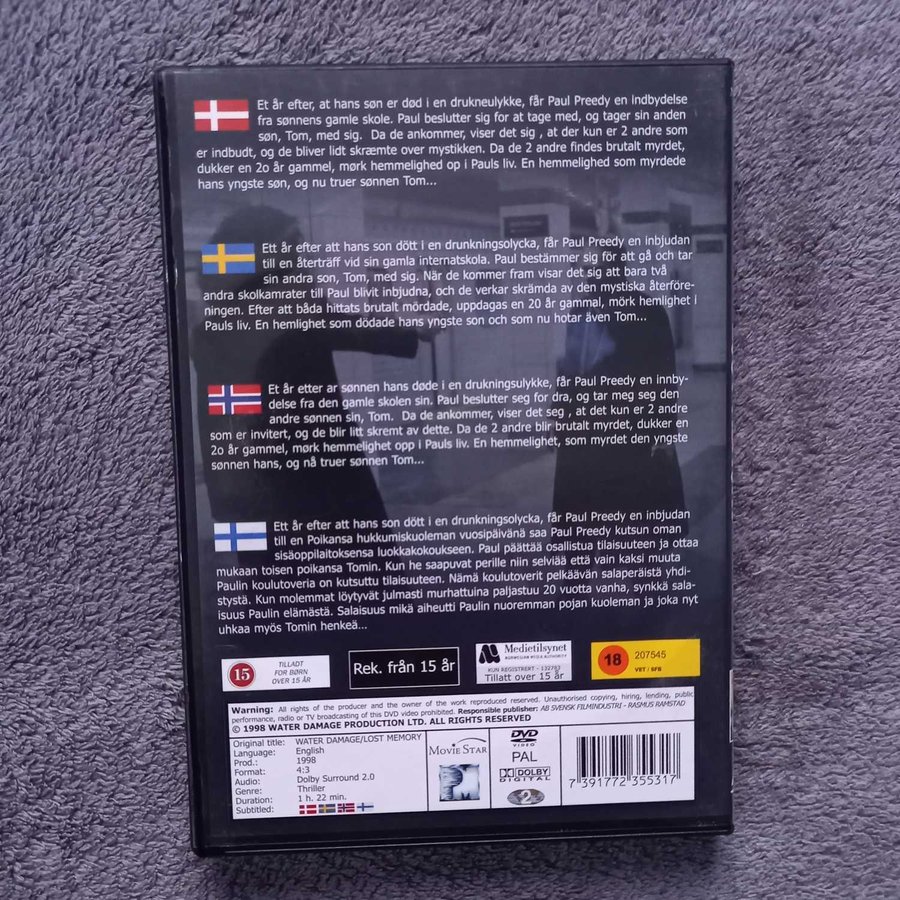 Et år efter, at hans søn er død i en drukneulykke, får Paul Preedy en indbydelse
fra sønnens gamle skole. Paul beslutter sig for at tage med, og tager sin anden
søn, Tom, med sig. Da de ankommer, viser det sig , at der kun er 2 andre som
er indbudt, og de bliver lidt skræmte over mystikken. Da de 2 andre findes brutalt myrdet,
dukker en 2o år gammel, mørk hemmelighed op i Pauls liv. En hemmelighed som myrdede
hans yngste søn, og nu truer sønnen Tom...
Ett år efter att hans son dött i en drunkningsolycka, får Paul Preedy en inbjudan
till en återträff vid sin gamla internatskola. Paul bestämmer sig för att gå och tar
sin andra son, Tom, med sig. När de kommer fram visar det sig att bara två
andra skolkamrater till Paul blivit inbjudna, och de verkar skrämda av den mystiska återföre-
ningen. Efter att båda hittats brutalt mördade, uppdagas en 20 år gammal, mörk hemlighet i
Pauls liv. En hemlighet som dödade hans yngste son och som nu hotar även Tom...
Et år etter ar sønnen hans døde i en drukningsulykke, får Paul Preedy en innby-
delse fra den gamle skolen sin. Paul beslutter seg for dra, og tar meg seg den
andre sønnen sin, Tom. Da de ankommer, viser det seg , at det kun er 2 andre
som er invitert, og de blir litt skremt av dette. Da de 2 andre blir brutalt myrdet, dukker en
2o år gammel, mørk hemmelighet opp i Pauls liv. En hemmelighet, som myrdet den yngste
sønnen hans, og nå truer sønnen Tom...
Ett år efter att hans son dött i en drunkningsolycka, får Paul Preedy en inbjudan
till en Poikansa hukkumiskuoleman vuosipäivänä saa Paul Preedy kutsun oman
sisäoppilaitoksensa luokkakokoukseen. Paul päättää osallistua tilaisuuteen ja ottaa
mukaan toisen poikansa Tomin. Kun he saapuvat perille niin selviää että vain kaksi muuta
Paulin koulutoveria on kutsuttu tilaisuuteen. Nämä koulutoverit pelkäävän salaperäistä yhdi-
stystä. Kun molemmat löytyvät julmasti murhattuina paljastuu 20 vuotta vanha, synkkä sala-
isuus Paulin elämästä. Salaisuus mikä aiheutti Paulin nuoremman pojan kuoleman ja joka nyt
uhkaa myös Tomin henkeä...
15 TILLADT
FOR BØRN
OVER 15 ÅR
Rek. från 15 år
Medietilsynet
NORWEGIAN MEDIA AUTHORITY
KUN REGISTRERT - 132783
Tillatt over 15 år
18 207545
VET / SFB
Warning: All rights of the producer and the owner of the work reproduced reserved. Unauthorised copying, hiring, lending, public
performance, radio or TV broadcasting of this DVD video prohibited. Responsible publisher: AB SVENSK FILMINDUSTRI - RASMUS RAMSTAD
© 1998 WATER DAMAGE PRODUCTION LTD. ALL RIGHTS RESERVED
Original title: WATER DAMAGE/LOST MEMORY
Language: English
Prod.: 1998
Format: 4:3
Audio: Dolby Surround 2.0
Genre: Thriller
Duration: 1 h. 22 min.
Subtitled:
MOVIE STAR
DVD
VIDEO
PAL
DOLBY
DIGITAL
2
7 391772 355317